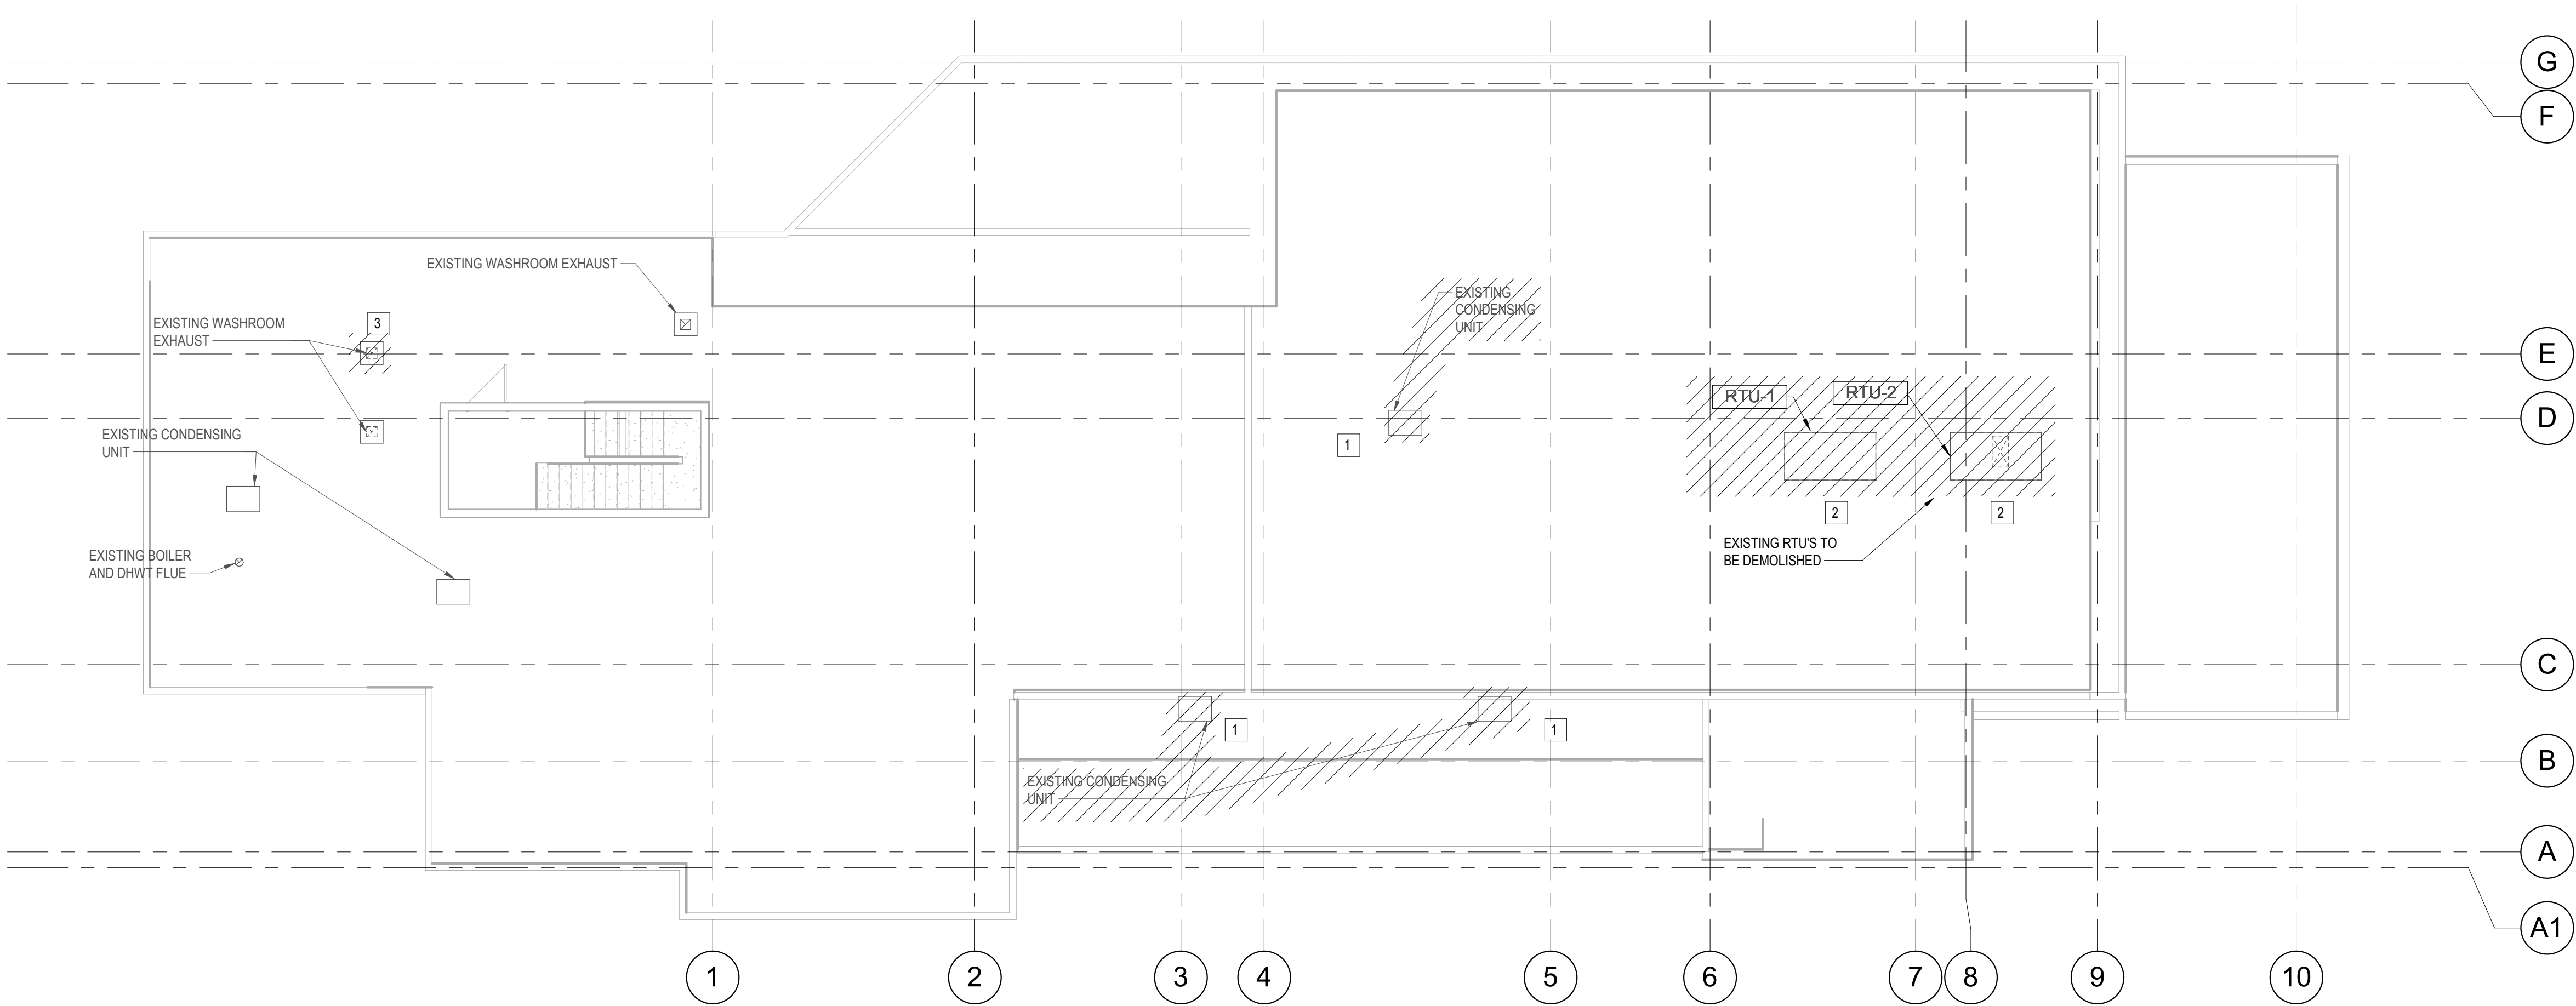 G
F
EXISTING WASHROOM EXHAUST
EXISTING
CONDENSING
UNIT
EXISTING WASHROOM
EXHAUST
3
E
RTU-1
RTU-2
D
EXISTING CONDENSING
UNIT
1
2
2
EXISTING RTU'S TO
BE DEMOLISHED
EXISTING BOILER
AND DHWT FLUE
C
1
1
B
EXISTING CONDENSING
UNIT
A
A1
1
2
3
4
5
6
7
8
9
10